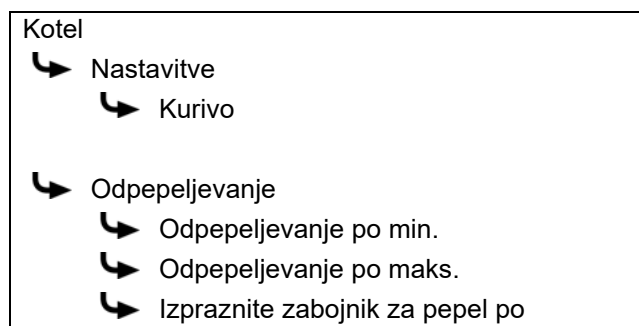 Kotel
Nastavitve
Kurivo
Odpepeljevanje
Odpepeljevanje po min.
Odpepeljevanje po maks.
Izpraznite zabojnik za pepel po